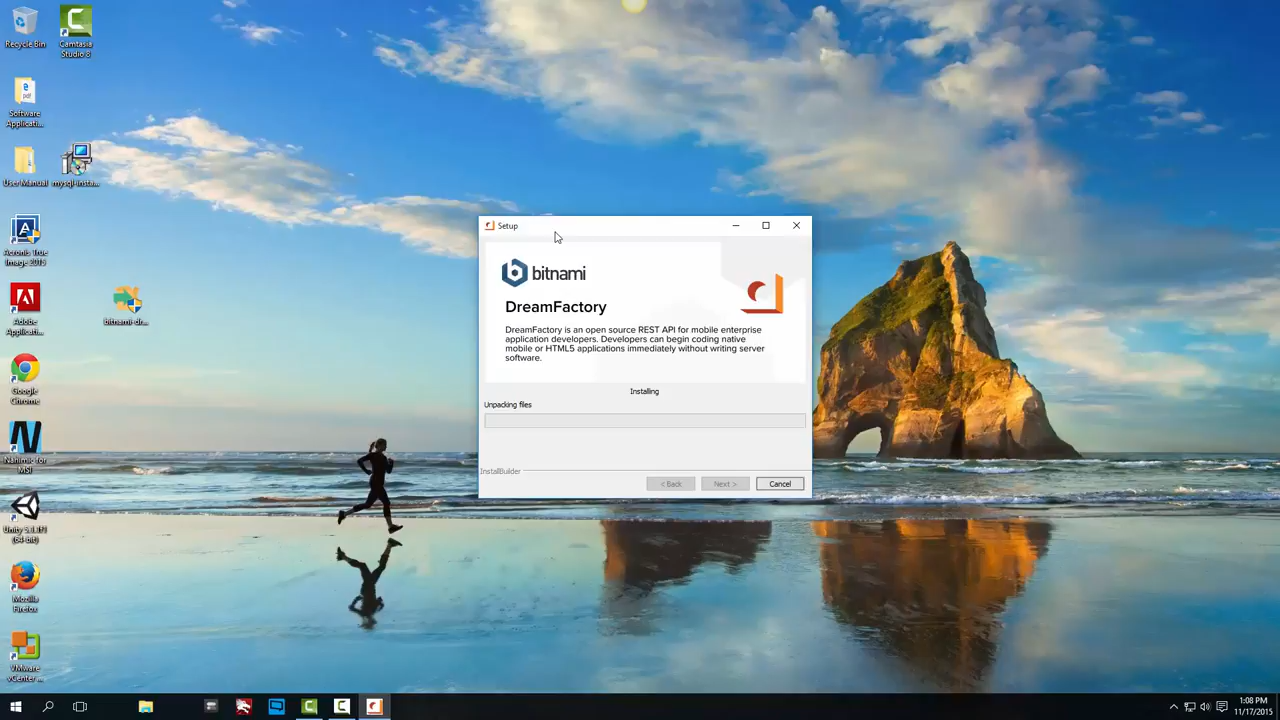 Recycle Bin
Camtasia
Studio 8
Software
Applicati...
User Manual
mysql-insta...
Acronis True
Image 2015
bitnami-dr...
Adobe
Applicati...
Google
Chrome
Nahimic for
MSI
Unity 5.1.1f1
(64-bit)
Mozilla
Firefox
VMware
vCenter ...
Setup
bitnami
DreamFactory
DreamFactory is an open source REST API for mobile enterprise
application developers. Developers can begin coding native
mobile or HTML5 applications immediately without writing server
software.
Installing
Unpacking files
InstallBuilder
< Back
Next >
Cancel
1:08 PM
11/17/2015